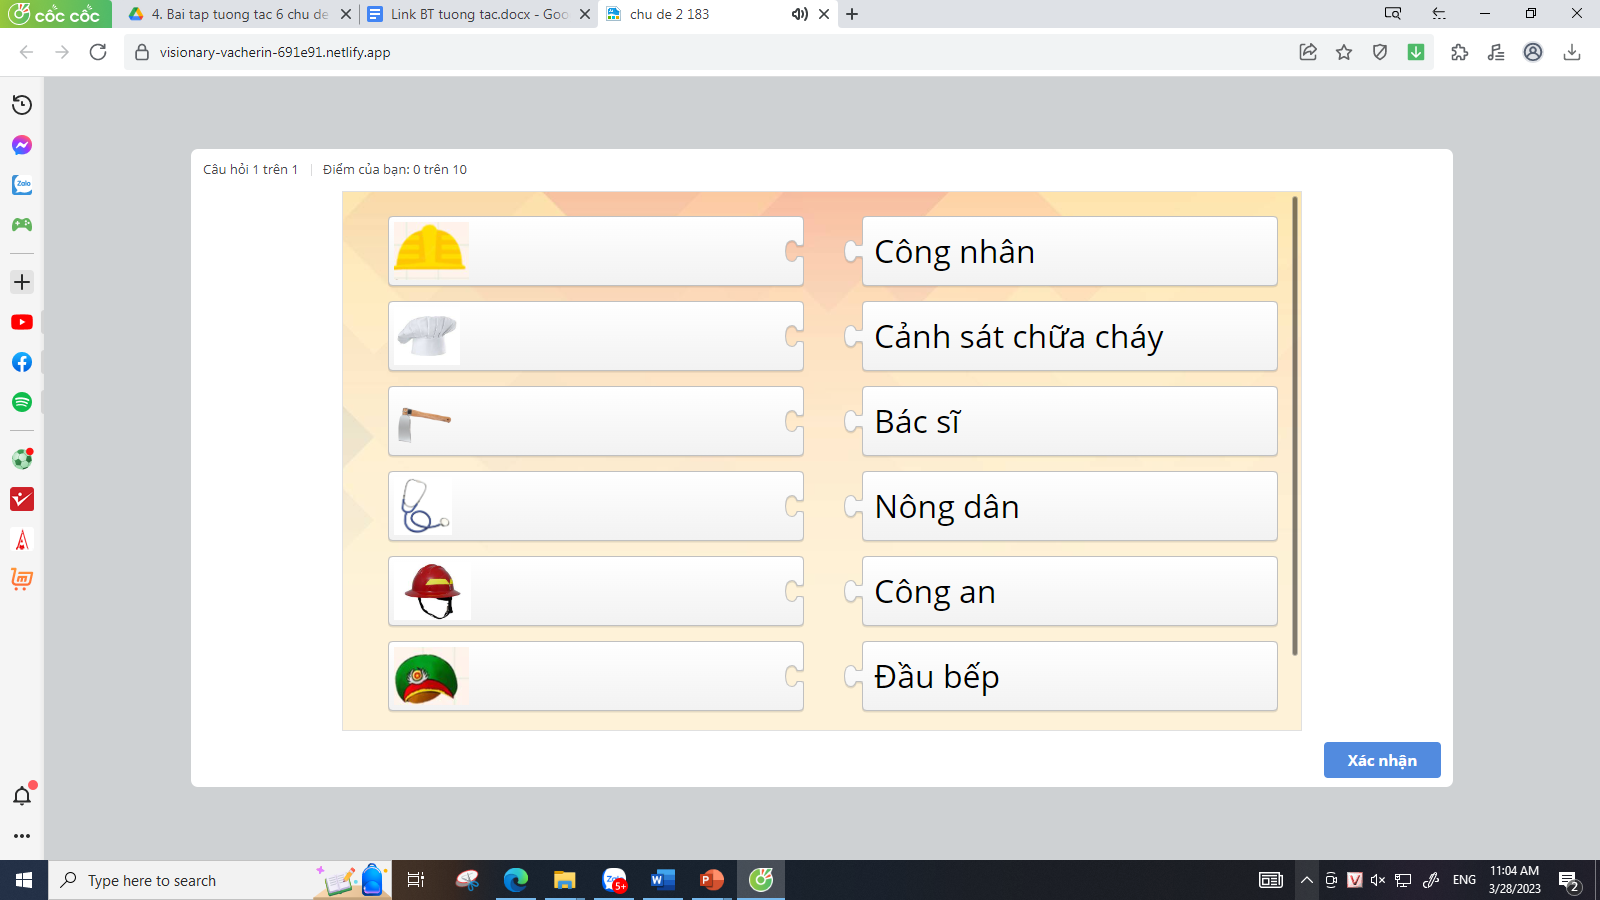 cốc cốc
4. Bai tap tuong tac 6 chu de
Link BT tuong tac.docx - Goo
chu de 2 183
visionary-vacherin-691e91.netlify.app
Zalo
Câu hỏi 1 trên 1
Điểm của bạn: 0 trên 10
Công nhân
Cảnh sát chữa cháy
Bác sĩ
Nông dân
Công an
Đầu bếp
Xác nhận
Type here to search
5+
ENG
11:04 AM
3/28/2023
2